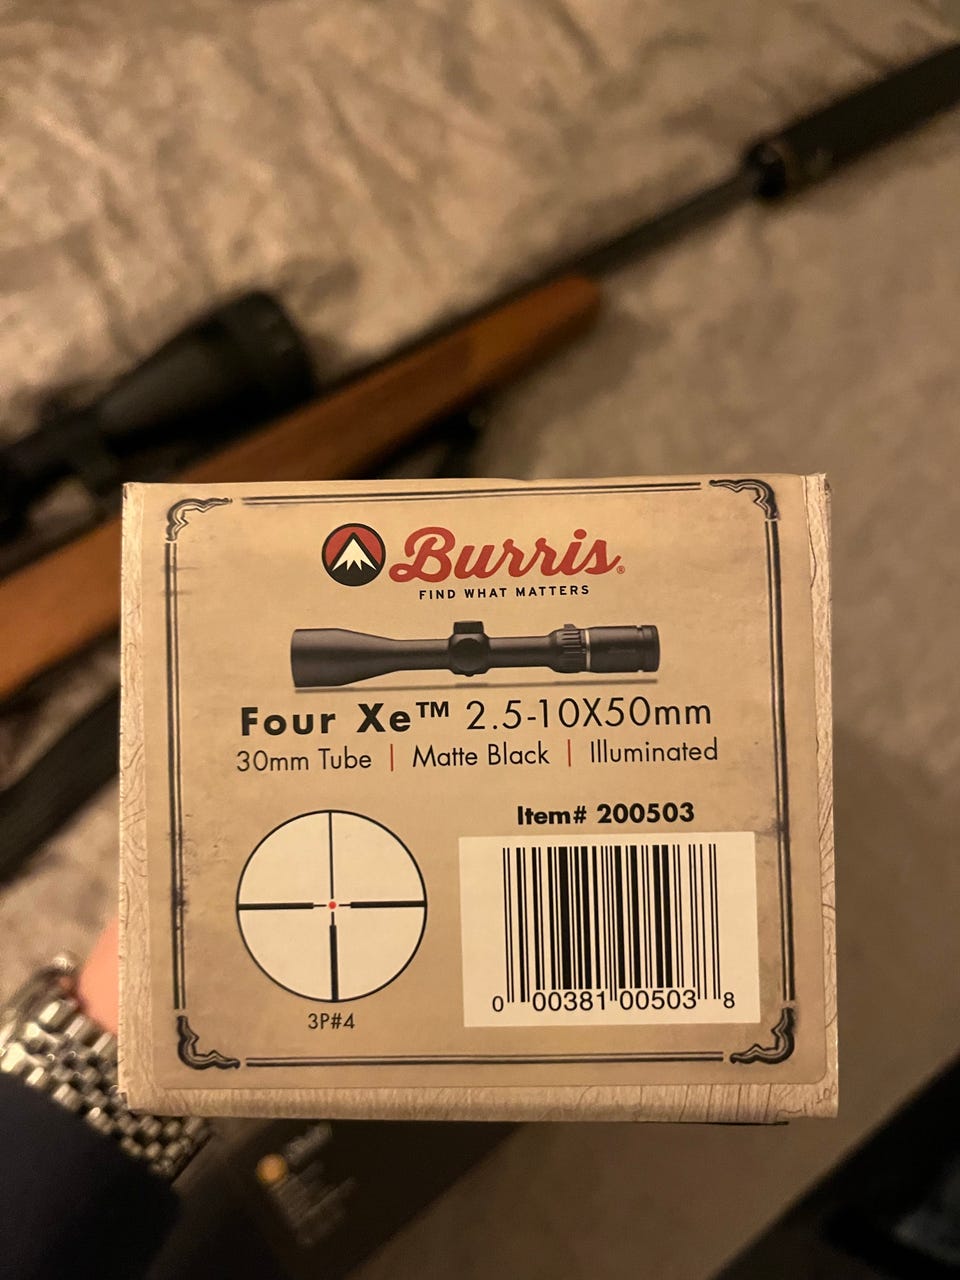 Burris®
FIND WHAT MATTERS
Four Xe™ 2.5-10X50mm
30mm Tube | Matte Black | Illuminated
Item# 200503
3P#4
0 00381 00503 8